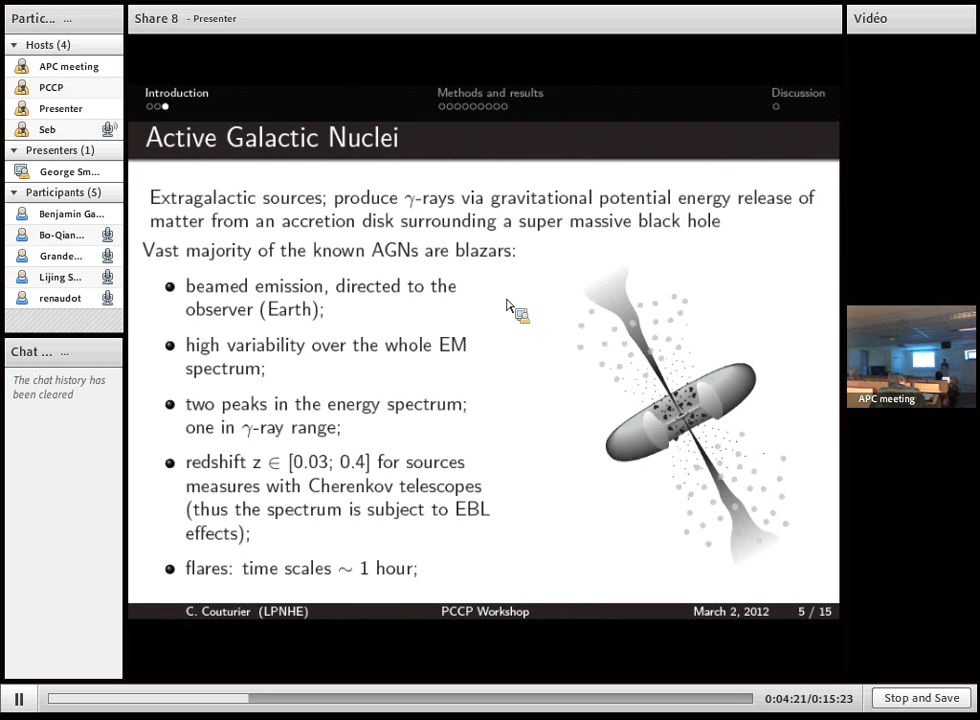 Partic... ...
Hosts (4)
APC meeting
PCCP
Presenter
Seb
Presenters (1)
George Sm...
Participants (5)
Benjamin Ga...
Bo-Qian...
Grande...
Lijing S...
renaudot
Chat ... ...
The chat history has
been cleared
Share 8 - Presenter
Introduction Methods and results Discussion
Active Galactic Nuclei
Extragalactic sources; produce γ-rays via gravitational potential energy release of
matter from an accretion disk surrounding a super massive black hole
Vast majority of the known AGNs are blazars:
beamed emission, directed to the
observer (Earth);
high variability over the whole EM
spectrum;
two peaks in the energy spectrum;
one in γ-ray range;
redshift z ∈ [0.03; 0.4] for sources
measures with Cherenkov telescopes
(thus the spectrum is subject to EBL
effects);
flares: time scales ~ 1 hour;
C. Couturier (LPNHE) PCCP Workshop March 2, 2012 5 / 15
Vidéo
APC meeting
0:04:21/0:15:23
Stop and Save